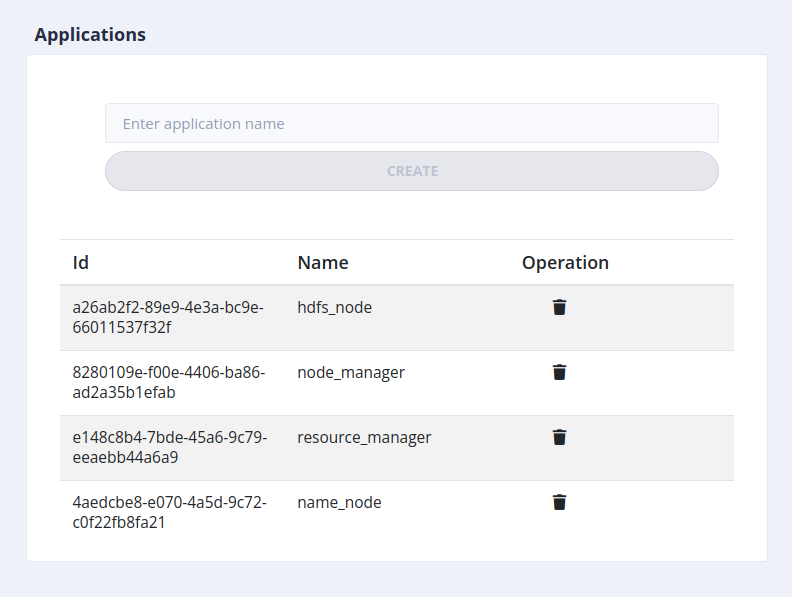 Applications
Enter application name
CREATE
Id Name Operation
a26ab2f2-89e9-4e3a-bc9e- hdfs_node
66011537f32f
8280109e-f00e-4406-ba86- node_manager
ad2a35b1efab
e148c8b4-7bde-45a6-9c79- resource_manager
eeaebb44a6a9
4aedcbe8-e070-4a5d-9c72- name_node
c0f22fb8fa21